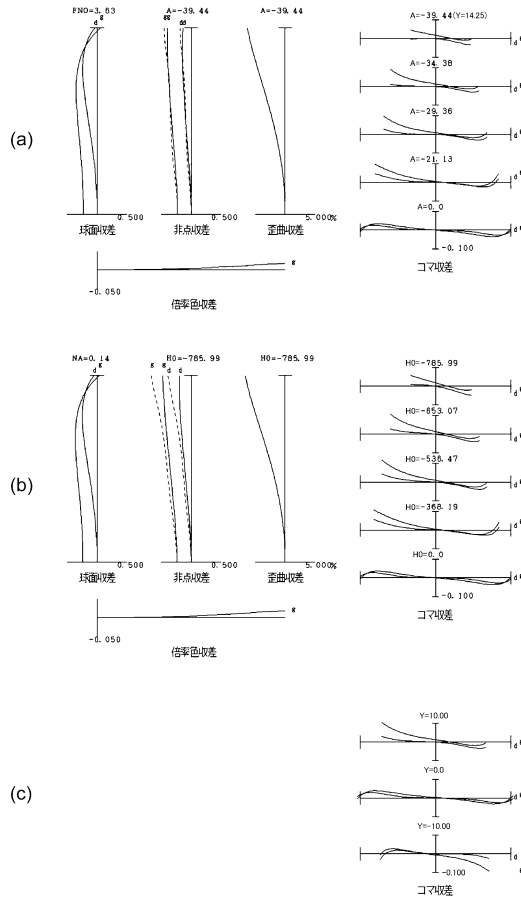 FNO=3.63
A=-39.44
A=-39.44
A=-39.44(Y=14.25)
g
d
gg
dd
d
A=-34.38
d
A=-29.36
(a)
d
A=-21.13
d
A=0.0
0.500
0.500
5.000%
d
球面収差
非点収差
歪曲収差
-0.100
g
コマ収差
-0.050
倍率色収差
NA=0.14
H0=-785.99
H0=-785.99
H0=-785.99
g
d
g
g
d
d
d
H0=-653.07
d
H0=-538.47
(b)
d
H0=-368.19
d
H0=0.0
0.500
0.500
5.000%
d
球面収差
非点収差
歪曲収差
-0.100
g
コマ収差
-0.050
倍率色収差
Y=10.00
d
Y=0.0
(c)
d
Y=-10.00
d
-0.100
g
コマ収差